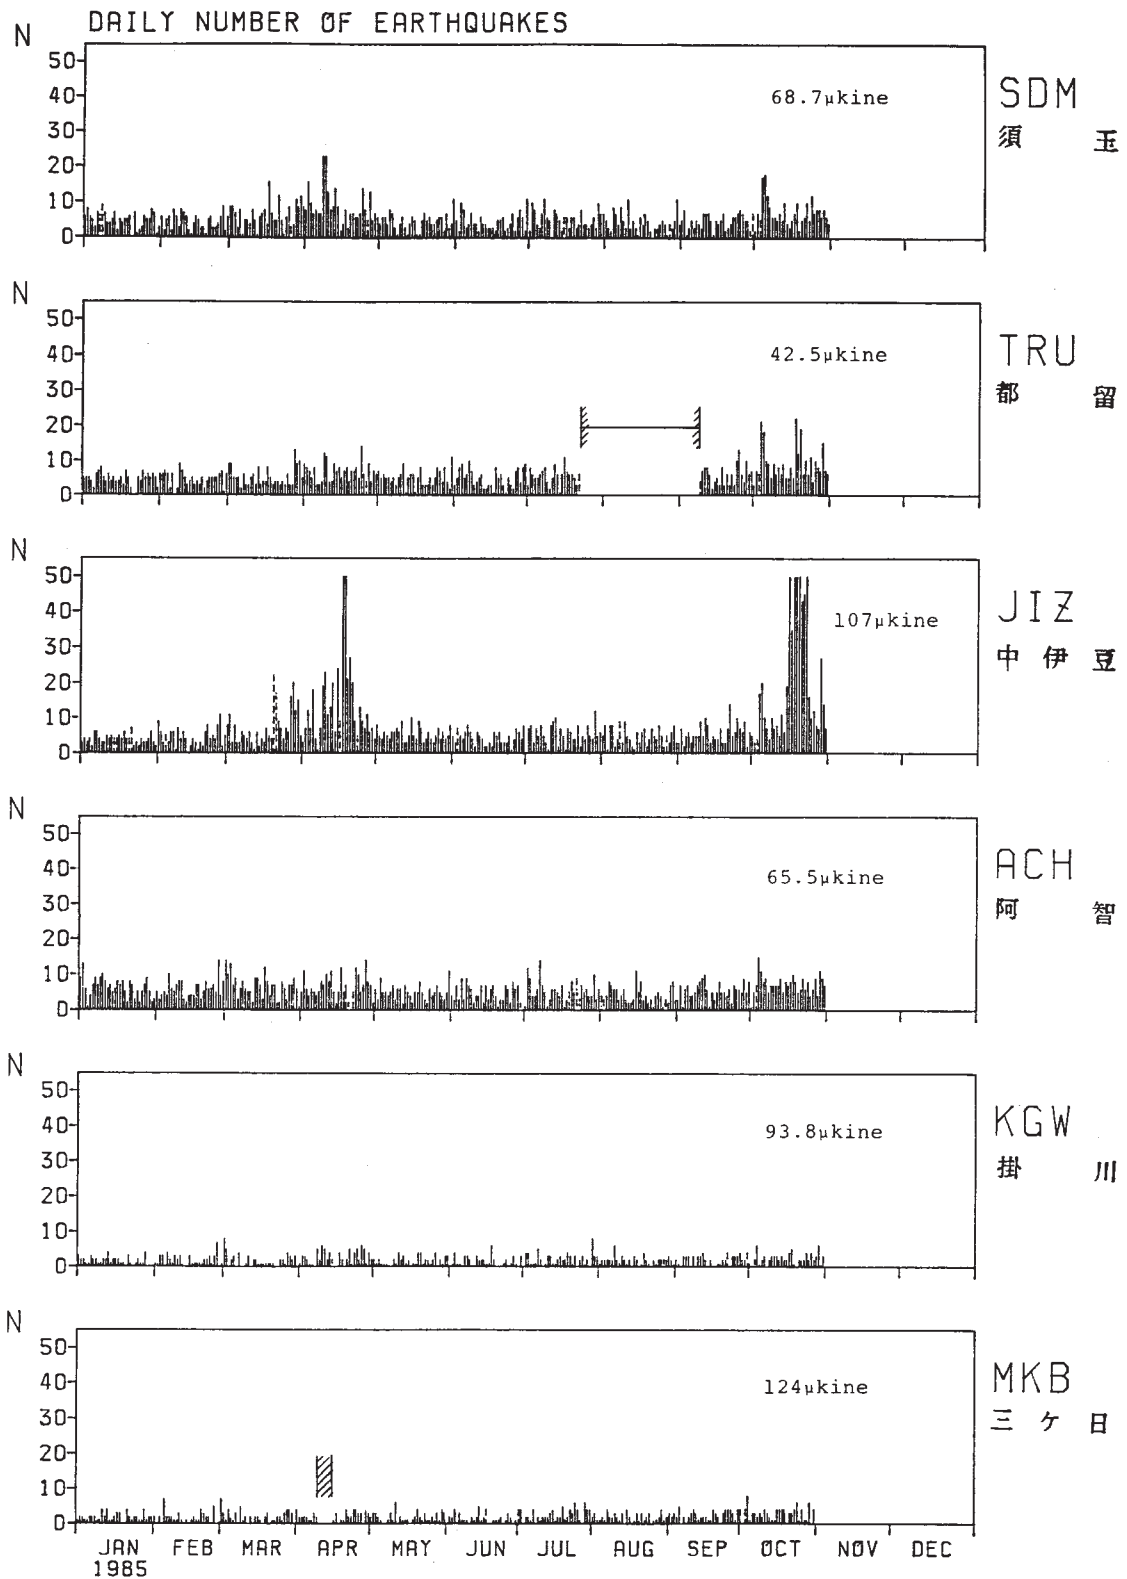 DAILY NUMBER OF EARTHQUAKES
N
50
40
30
20
10
0
68.7μkine
SDM
須玉
N
50
40
30
20
10
0
42.5μkine
TRU
都留
N
50
40
30
20
10
0
107μkine
JIZ
中伊豆
N
50
40
30
20
10
0
65.5μkine
ACH
阿智
N
50
40
30
20
10
0
93.8μkine
KGW
掛川
N
50
40
30
20
10
0
124μkine
MKB
三ケ日
JAN FEB MAR APR MAY JUN JUL AUG SEP OCT NOV DEC
1985